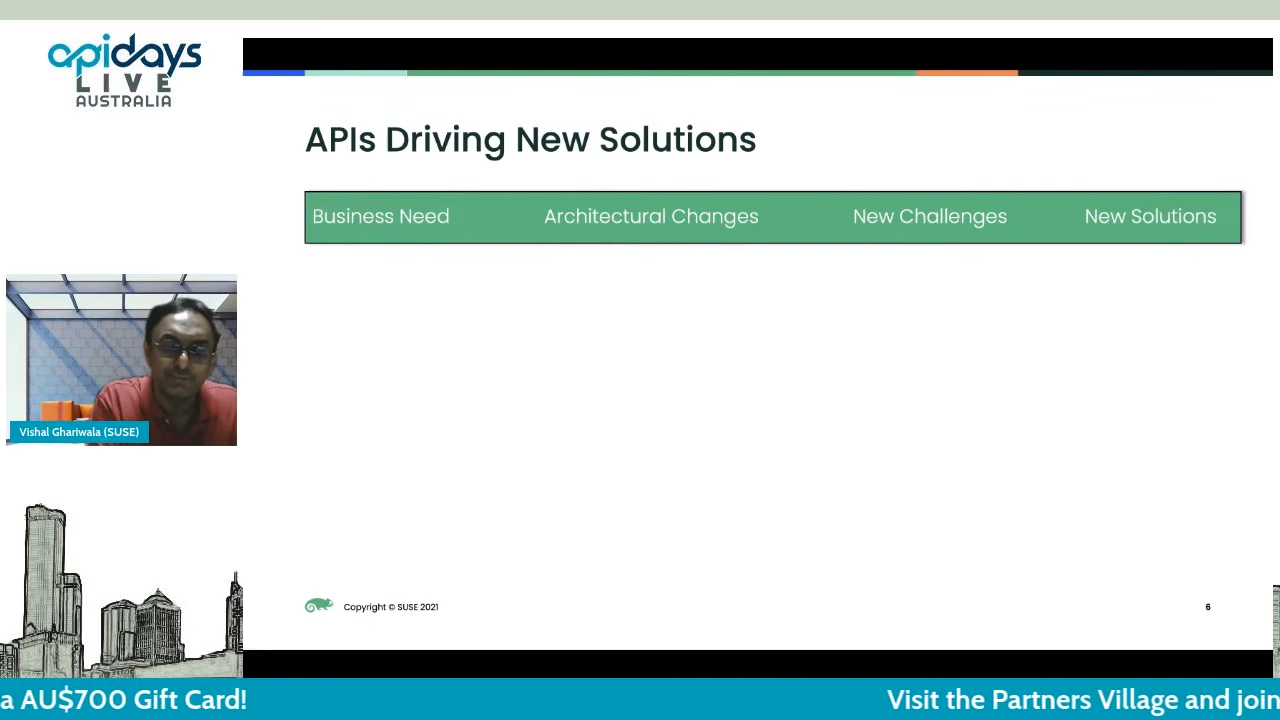 apidays
LIVE
AUSTRALIA
APIs Driving New Solutions
Business Need Architectural Changes New Challenges New Solutions
Vishal Ghariwala (SUSE)
Copyright © SUSE 2021
6
a AU$700 Gift Card! Visit the Partners Village and join